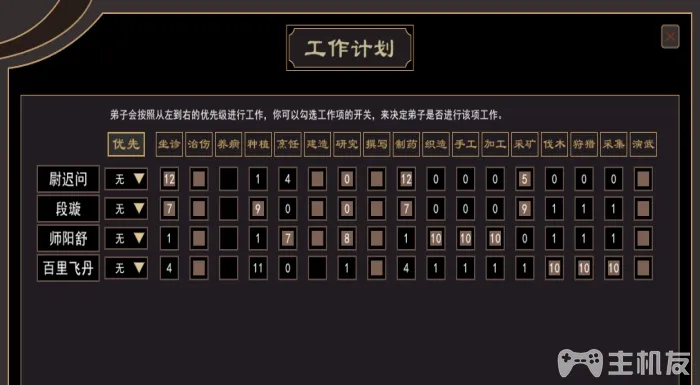 工作计划
弟子会按照从左到右的优先级进行工作，你可以勾选工作项的开关，来决定弟子是否进行该项工作。
优先 坐诊 治伤 养病 种植 烹饪 建造 研究 撰写 制药 织造 手工 加工 采矿 伐木 狩猎 采集 演武
尉迟问 无 12 1 4 0 12 0 0 0 5 0 0 0
段璇 无 7 9 0 0 7 0 0 0 9 1 1 1
师阳舒 无 1 1 7 8 1 10 10 10 0 1 1 1
百里飞丹 无 4 11 0 1 4 1 1 1 1 10 10 10
主机友